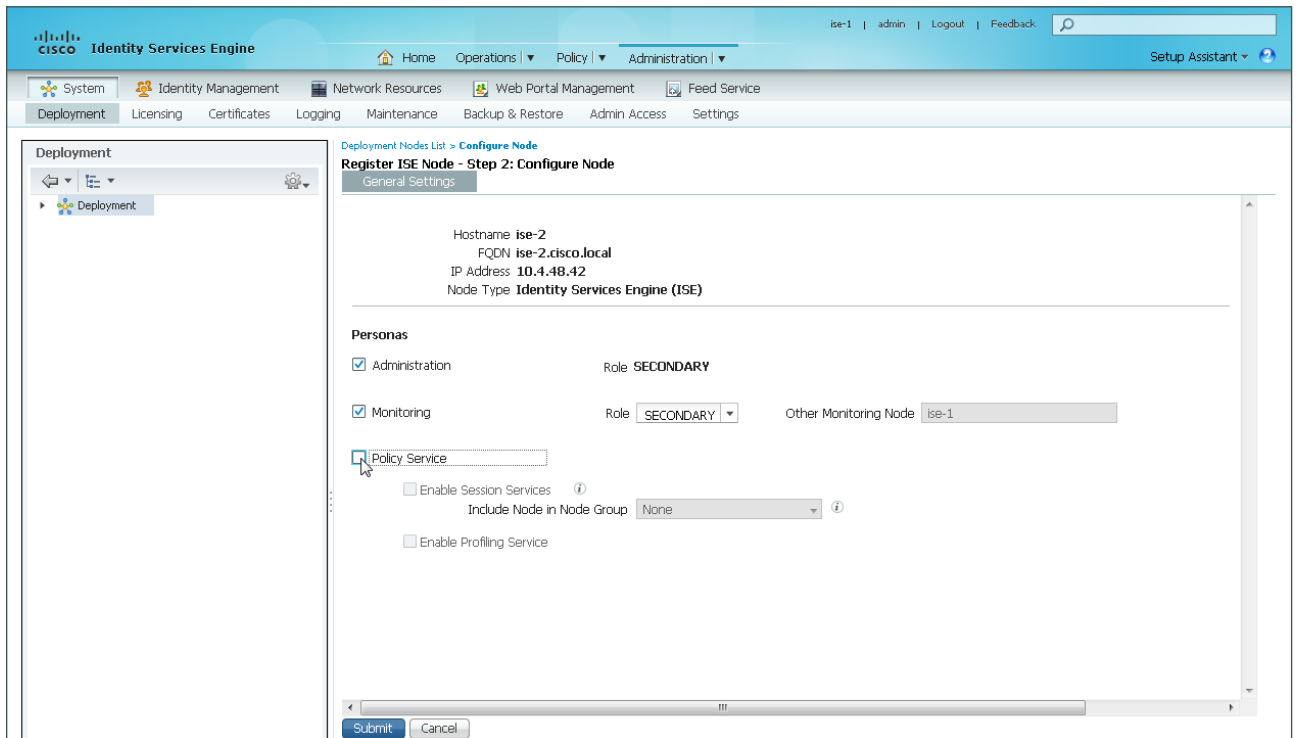 ise-1 | admin | Logout | Feedback
CISCO Identity Services Engine
Home Operations | ▼ Policy | ▼ Administration | ▼ Setup Assistant ▾
System Identity Management Network Resources Web Portal Management Feed Service
Deployment Licensing Certificates Logging Maintenance Backup & Restore Admin Access Settings
Deployment
Deployment
Deployment Nodes List > Configure Node
Register ISE Node - Step 2: Configure Node
General Settings
Hostname ise-2
FQDN ise-2.cisco.local
IP Address 10.4.48.42
Node Type Identity Services Engine (ISE)
Personas
Administration Role SECONDARY
Monitoring Role SECONDARY Other Monitoring Node ise-1
Policy Service
Enable Session Services
Include Node in Node Group None
Enable Profiling Service
Submit Cancel